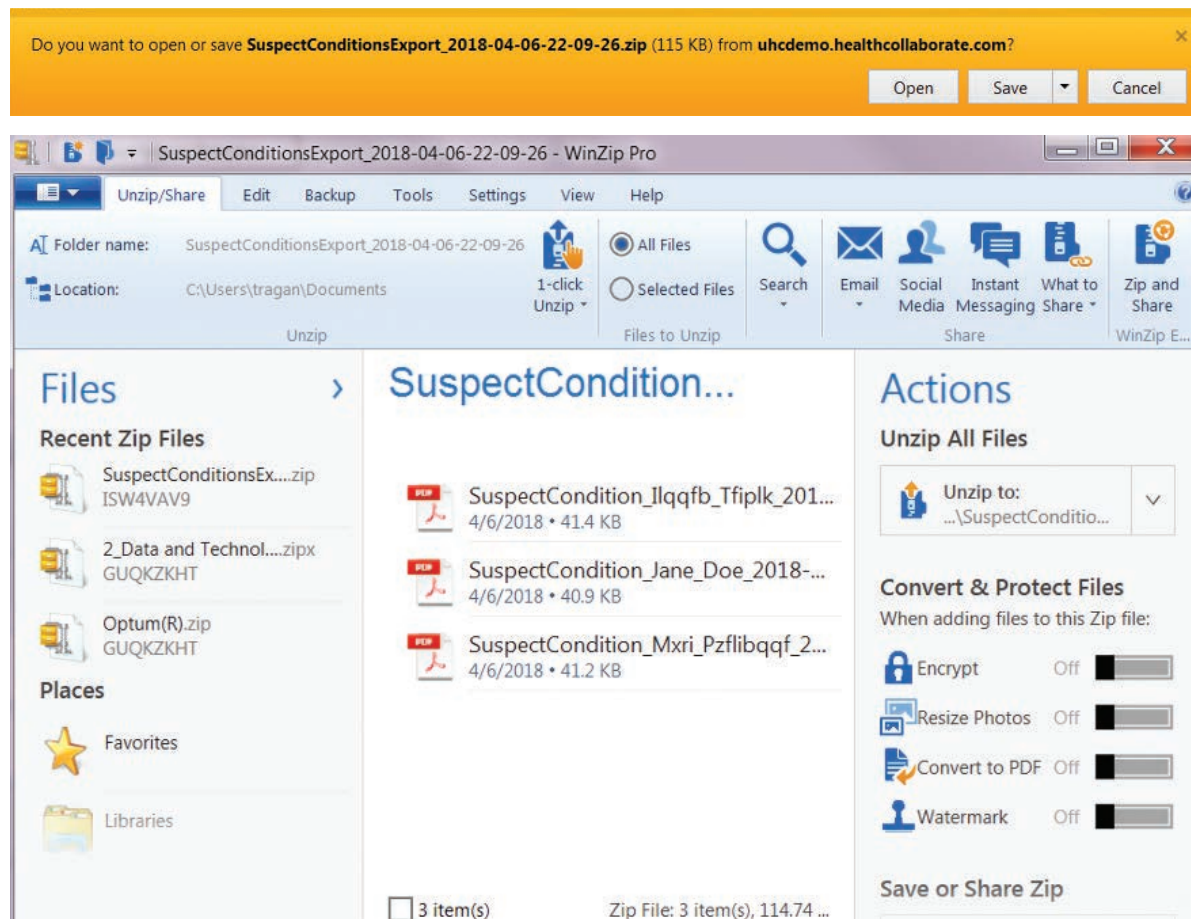 Do you want to open or save SuspectConditionsExport_2018-04-06-22-09-26.zip (115 KB) from uhcdemo.healthcollaborate.com?
Open
Save
Cancel
SuspectConditionsExport_2018-04-06-22-09-26 - WinZip Pro
Unzip/Share Edit Backup Tools Settings View Help
Folder name: SuspectConditionsExport_2018-04-06-22-09-26
Location: C:\Users\tragan\Documents
1-click
Unzip
Unzip
All Files
Selected Files
Files to Unzip
Search
Email
Social
Media
Instant
Messaging
What to
Share
Share
Zip and
Share
WinZip E...
Files
Recent Zip Files
SuspectConditionsEx....zip
ISW4VAV9
2_Data and Technol....zipx
GUQKZKHT
Optum(R).zip
GUQKZKHT
Places
Favorites
Libraries
SuspectCondition...
PDF
SuspectCondition_Ilqqfb_Tfiplk_201...
4/6/2018 • 41.4 KB
PDF
SuspectCondition_Jane_Doe_2018-...
4/6/2018 • 40.9 KB
PDF
SuspectCondition_Mxri_Pzflibqqf_2...
4/6/2018 • 41.2 KB
3 item(s)
Zip File: 3 item(s), 114.74 ...
Actions
Unzip All Files
Unzip to:
...\SuspectConditio...
Convert & Protect Files
When adding files to this Zip file:
Encrypt Off
Resize Photos Off
Convert to PDF Off
Watermark Off
Save or Share Zip